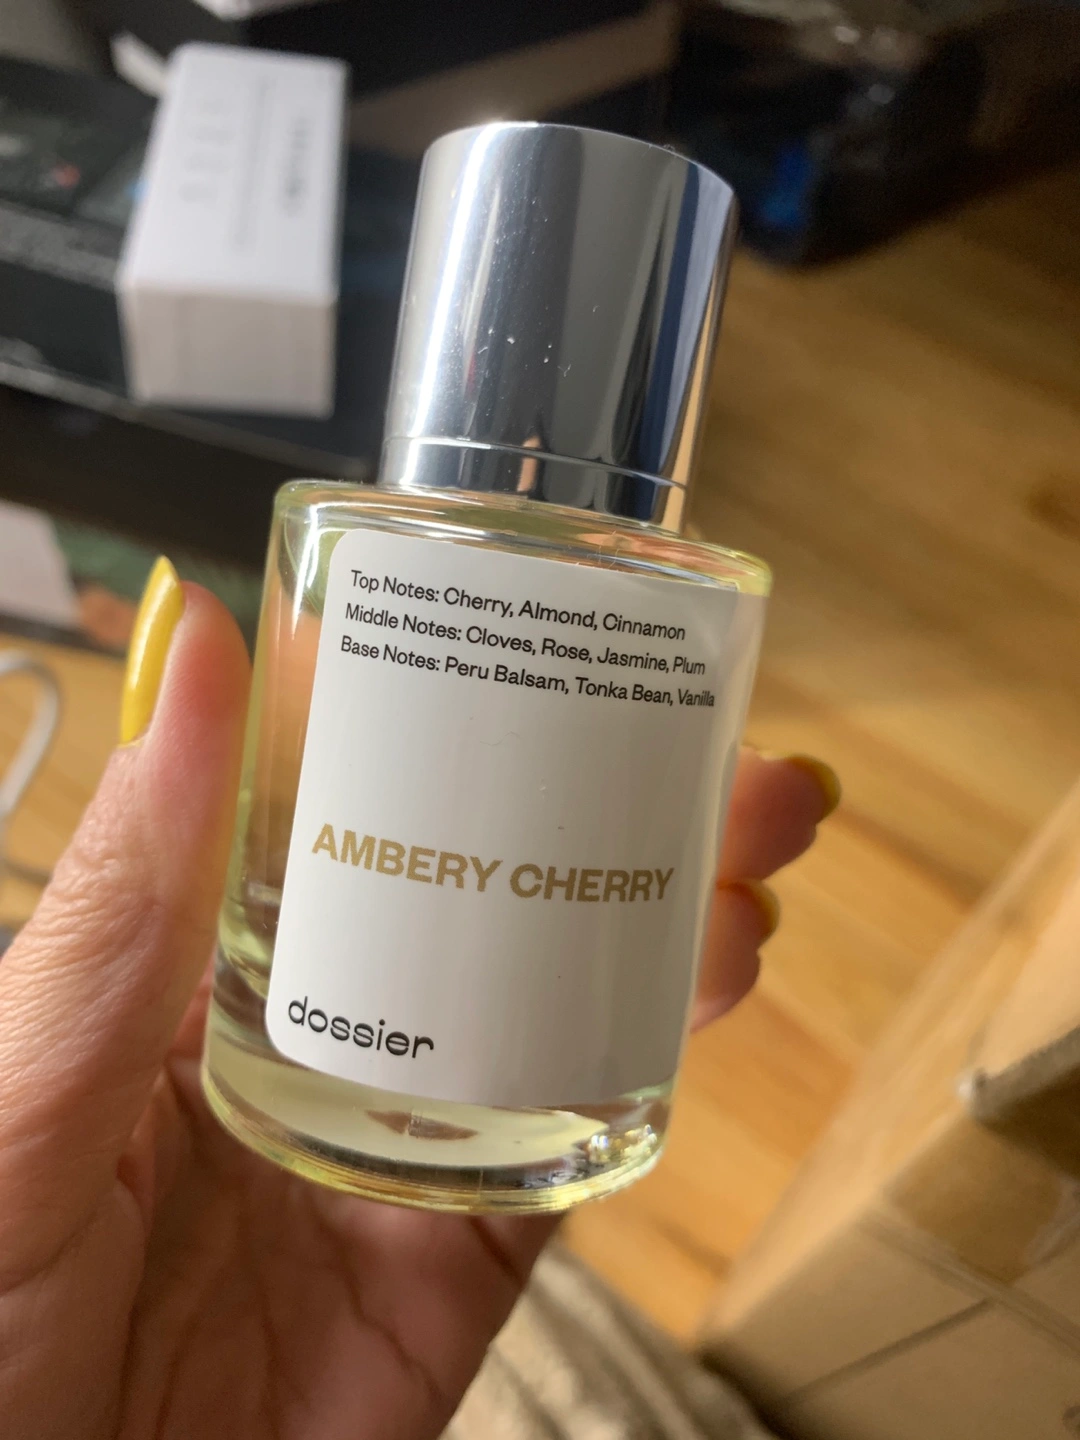 Top Notes: Cherry, Almond, Cinnamon
Middle Notes: Cloves, Rose, Jasmine, Plum
Base Notes: Peru Balsam, Tonka Bean, Vanilla
AMBERY CHERRY
dossier